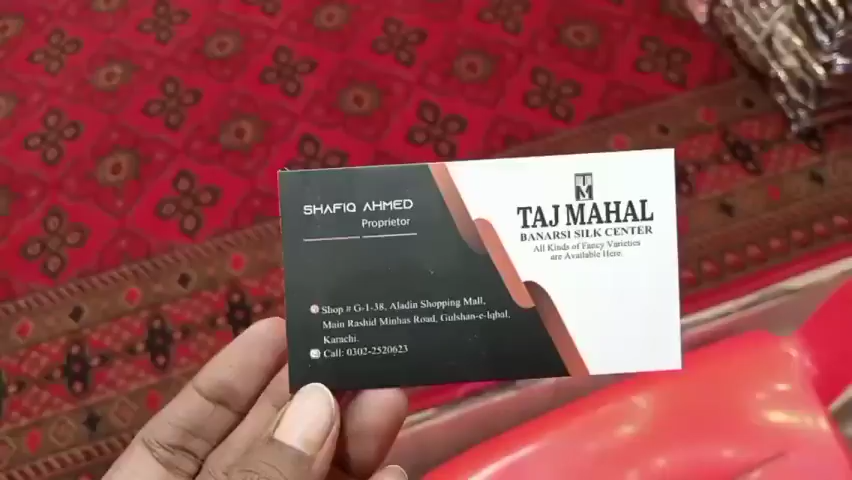 SHAFIQ AHMED
Proprietor
Shop # G-1-38, Aladin Shopping Mall,
Main Rashid Minhas Road, Gulshan-e-Iqbal,
Karachi.
Call: 0302-2520623
TM
TAJ MAHAL
BANARSI SILK CENTER
All Kinds of Fancy Varieties
are Available Here.